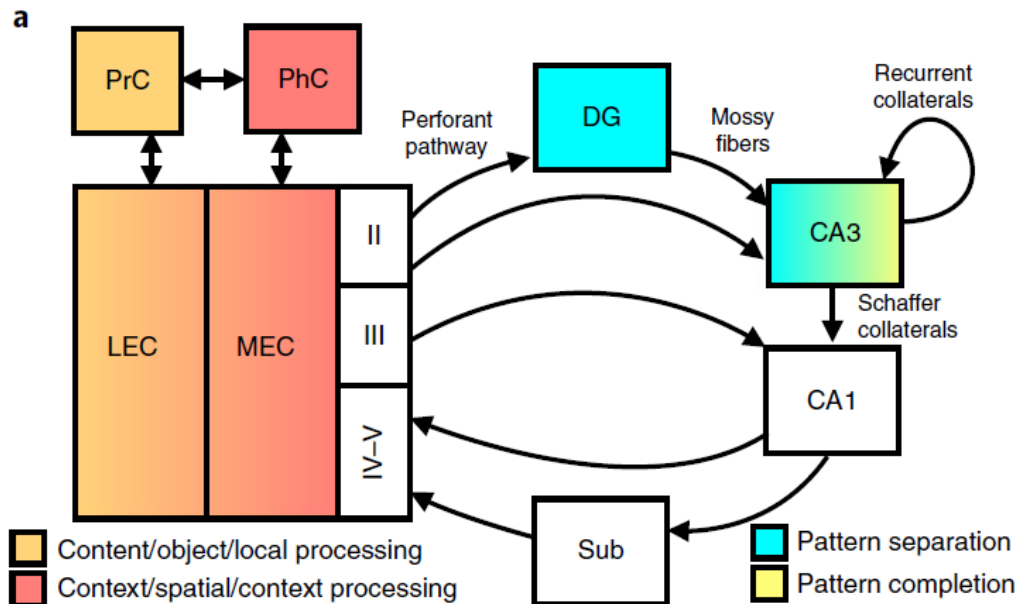 a
PrC
PhC
Perforant
pathway
DG
Mossy
fibers
Recurrent
collaterals
II
CA3
LEC
MEC
III
Schaffer
collaterals
CA1
IV–V
Sub
Content/object/local processing
Context/spatial/context processing
Pattern separation
Pattern completion